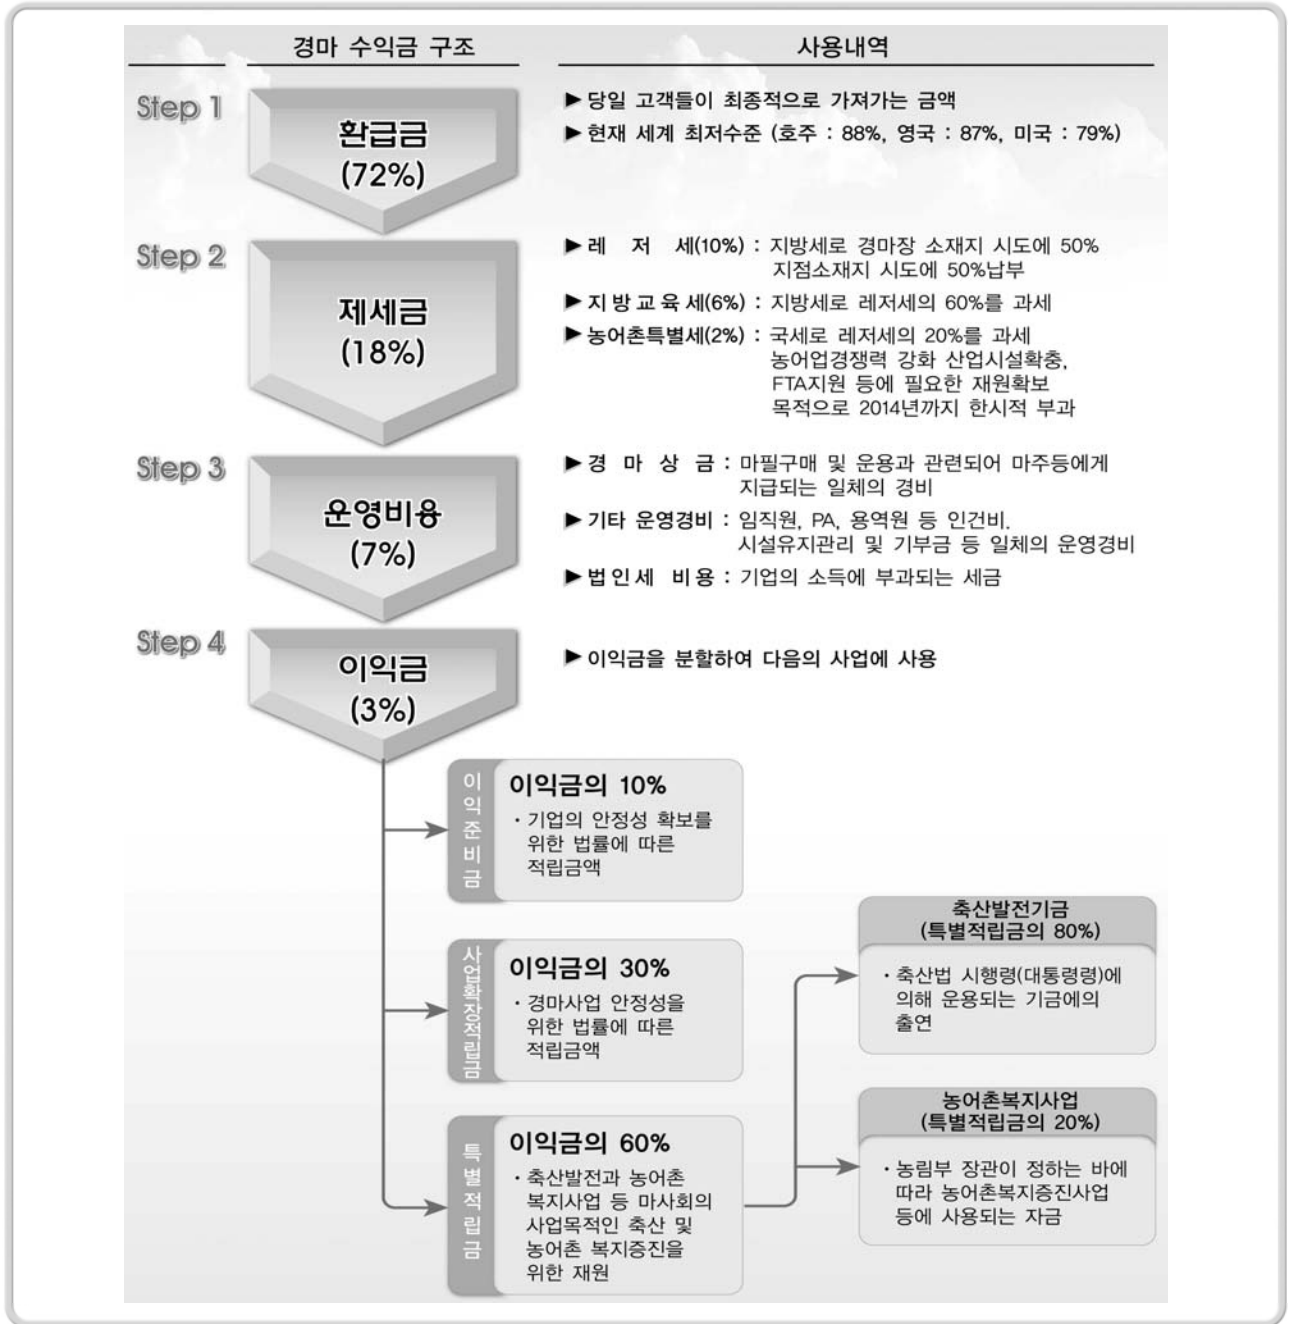 경마 수익금 구조
사용내역
Step 1
환급금
(72%)
▶당일 고객들이 최종적으로 가져가는 금액
▶현재 세계 최저수준 (호주 : 88%, 영국 : 87%, 미국 : 79%)
Step 2
제세금
(18%)
▶레 저 세(10%) : 지방세로 경마장 소재지 시도에 50%
지점소재지 시도에 50%납부
▶지방교육세(6%) : 지방세로 레저세의 60%를 과세
▶농어촌특별세(2%) : 국세로 레저세의 20%를 과세
농어업경쟁력 강화 산업시설확충,
FTA지원 등에 필요한 재원확보
목적으로 2014년까지 한시적 부과
Step 3
운영비용
(7%)
▶경 마 상 금 : 마필구매 및 운용과 관련되어 마주등에게
지급되는 일체의 경비
▶기타 운영경비 : 임직원, PA, 용역원 등 인건비.
시설유지관리 및 기부금 등 일체의 운영경비
▶법인세 비용 : 기업의 소득에 부과되는 세금
Step 4
이익금
(3%)
▶이익금을 분할하여 다음의 사업에 사용
이익준비금
이익금의 10%
· 기업의 안정성 확보를
위한 법률에 따른
적립금액
사업확장적립금
이익금의 30%
· 경마사업 안정성을
위한 법률에 따른
적립금액
특별적립금
이익금의 60%
· 축산발전과 농어촌
복지사업 등 마사회의
사업목적인 축산 및
농어촌 복지증진을
위한 재원
축산발전기금
(특별적립금의 80%)
· 축산법 시행령(대통령령)에
의해 운용되는 기금에의
출연
농어촌복지사업
(특별적립금의 20%)
· 농림부 장관이 정하는 바에
따라 농어촌복지증진사업
등에 사용되는 자금